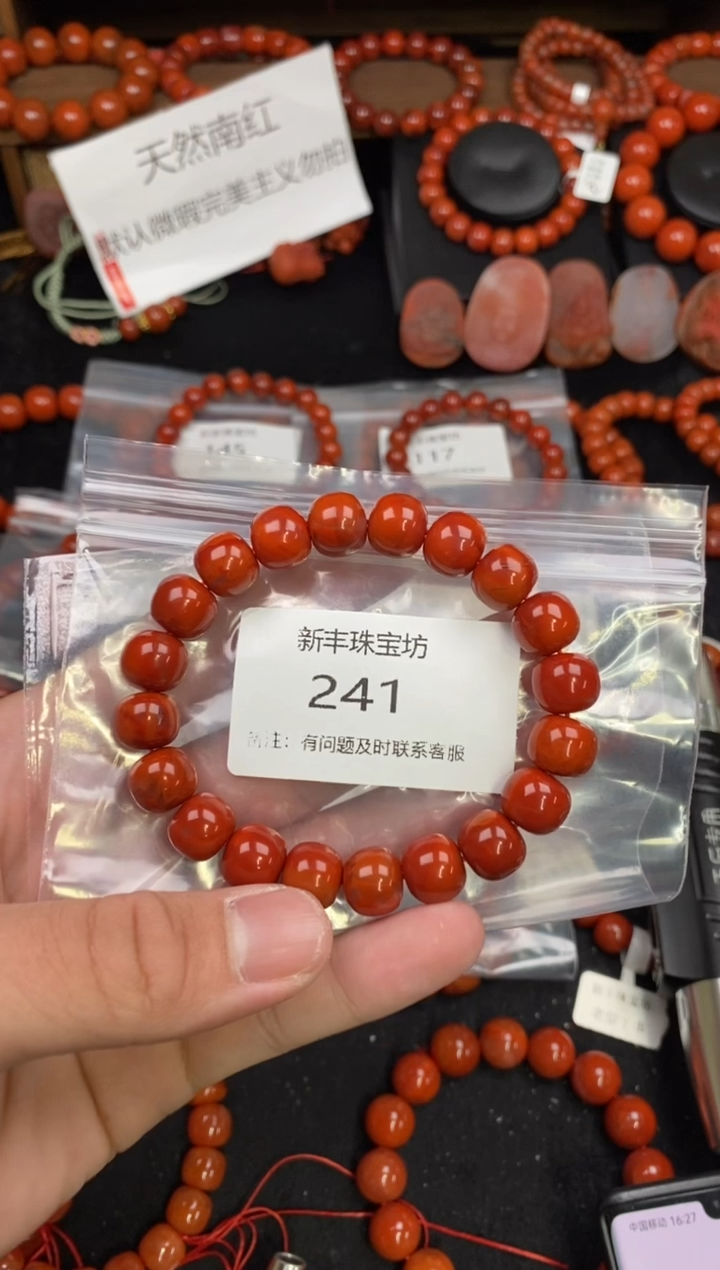 天然南红
默认微瑕完美主义勿拍
145
117
新丰珠宝坊
241
备注：有问题及时联系客服
中国移动 16:27